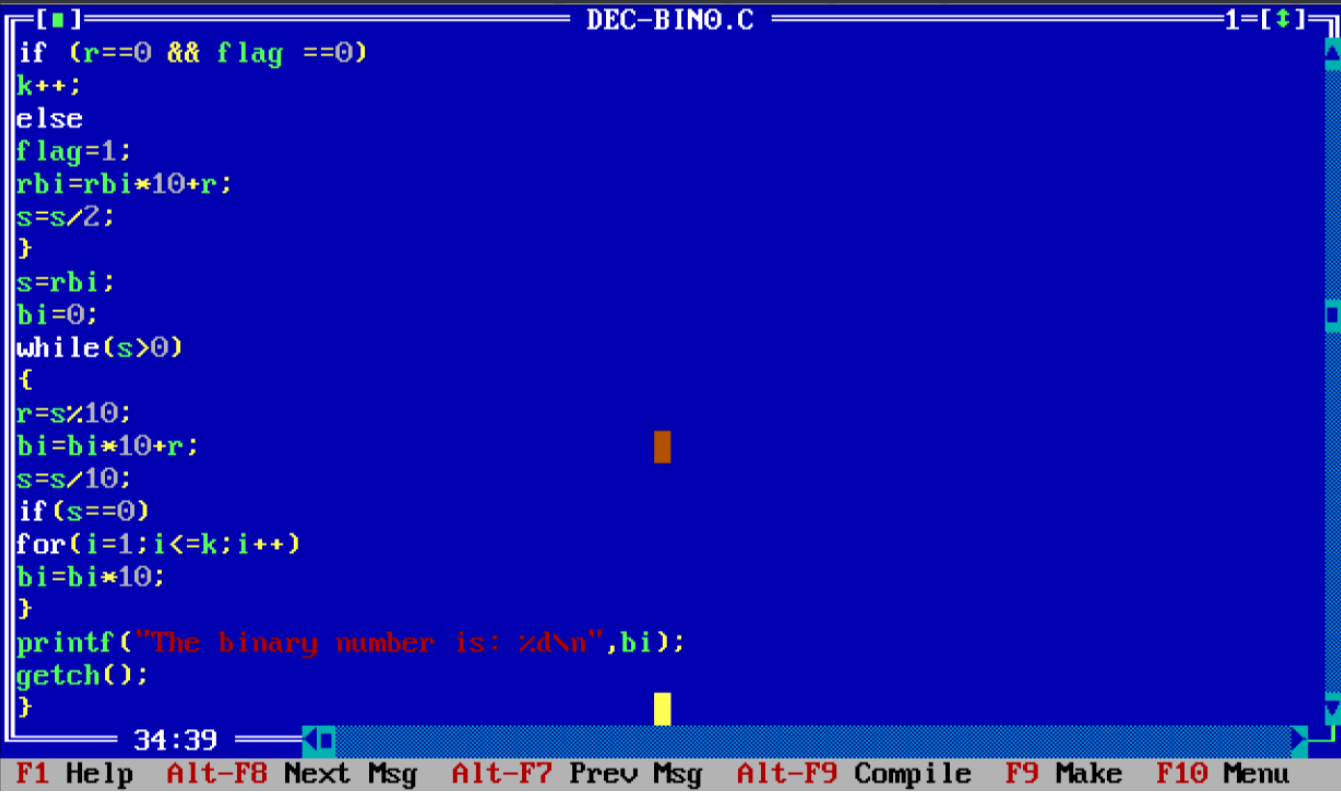 [■] DEC-BINO.C 1=[↕]
if (r==0 && flag ==0)
k++;
else
flag=1;
rbi=rbi*10+r;
s=s/2;
}
s=rbi;
bi=0;
while(s>0)
{
r=s%10;
bi=bi*10+r;
s=s/10;
if(s==0)
for(i=1;i<=k;i++)
bi=bi*10;
}
printf("The binary number is: %d\n",bi);
getch();
}
34:39
F1 Help Alt-F8 Next Msg Alt-F7 Prev Msg Alt-F9 Compile F9 Make F10 Menu